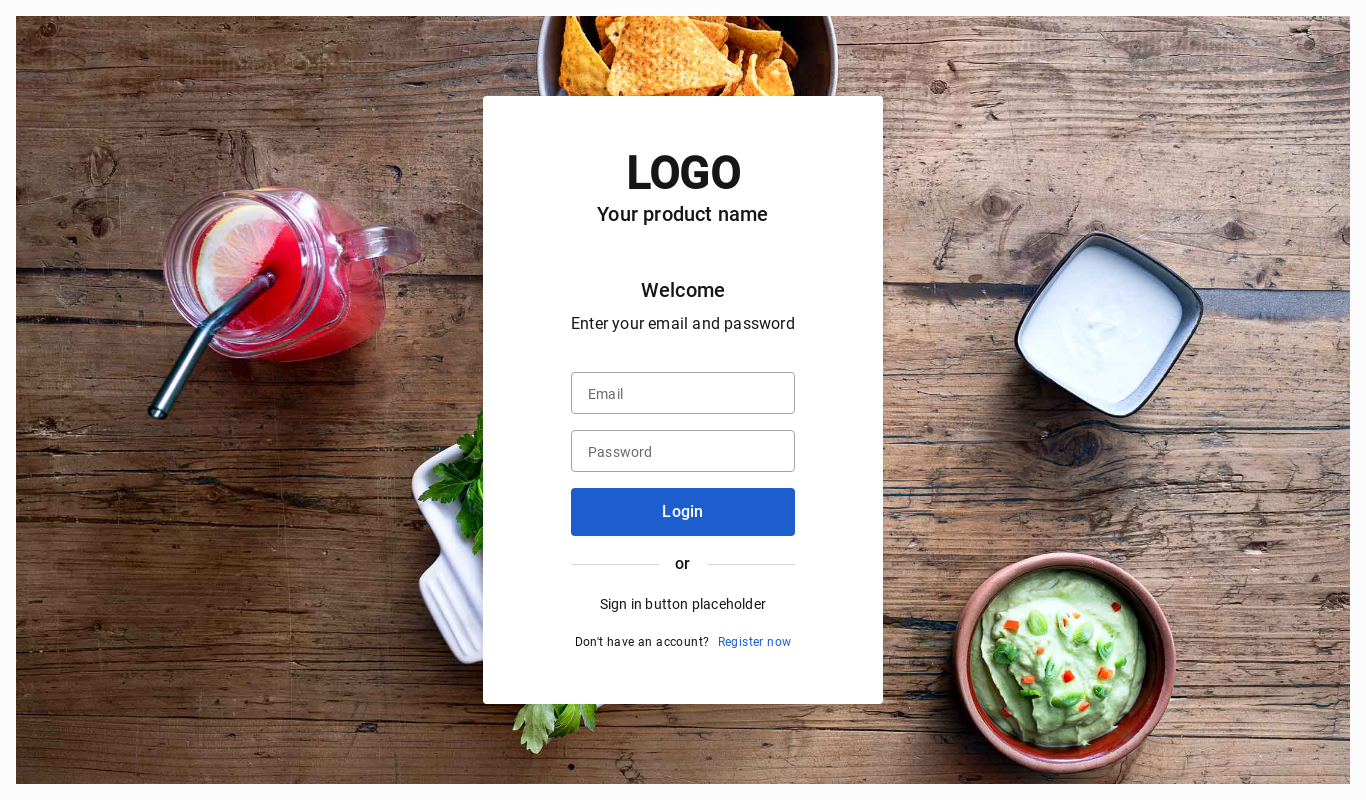 LOGO
Your product name
Welcome
Enter your email and password
Email
Password
Login
or
Sign in button placeholder
Don't have an account? Register now